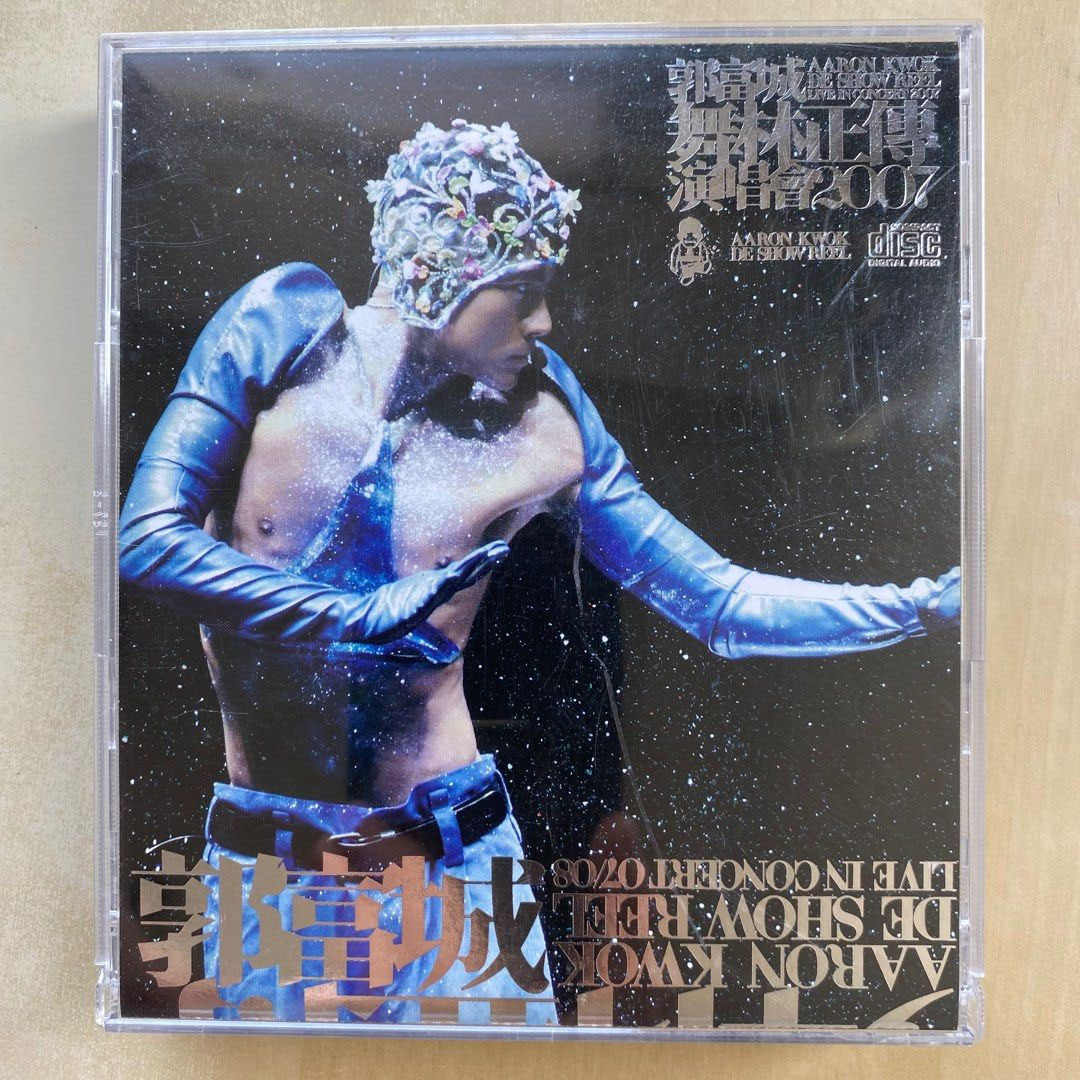 郭富城 AARON KWOK
DE SHOW REEL
LIVE IN CONCERT 2007
舞林正傳
演唱會2007
AARON KWOK
DE SHOW REEL
COMPACT
disc
DIGITAL AUDIO
郭富城
AARON KWOK
DE SHOW REEL
LIVE IN CONCERT 07/08